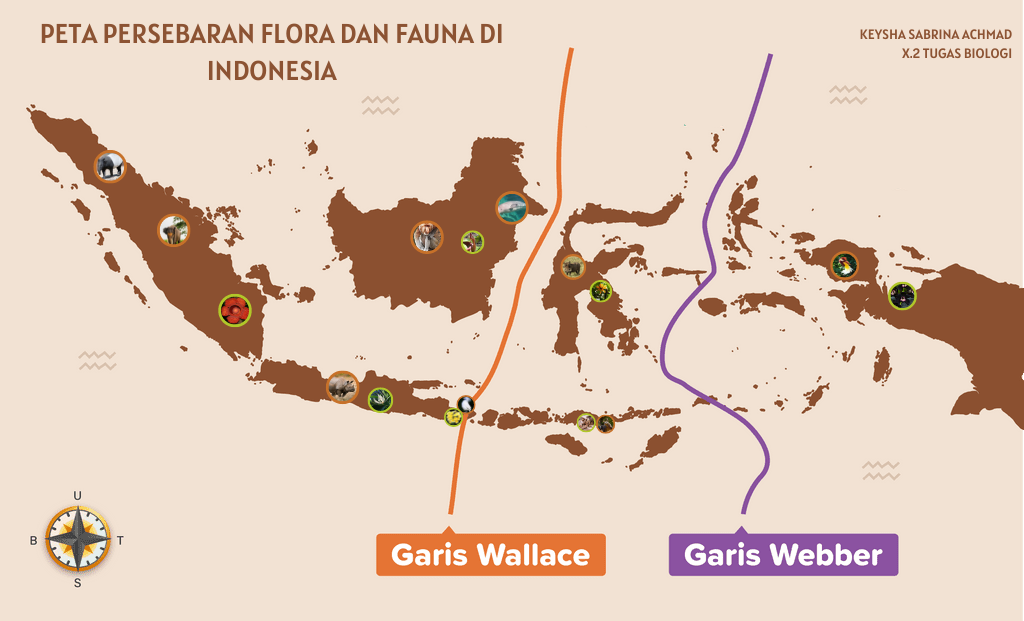 PETA PERSEBARAN FLORA DAN FAUNA DI
INDONESIA
KEYSHA SABRINA ACHMAD
X.2 TUGAS BIOLOGI
U
B
T
S
Garis Wallace
Garis Webber